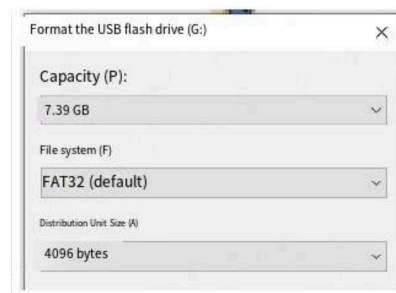 Format the USB flash drive (G:)
Capacity (P):
7.39 GB
File system (F)
FAT32 (default)
Distribution Unit Size (A)
4096 bytes